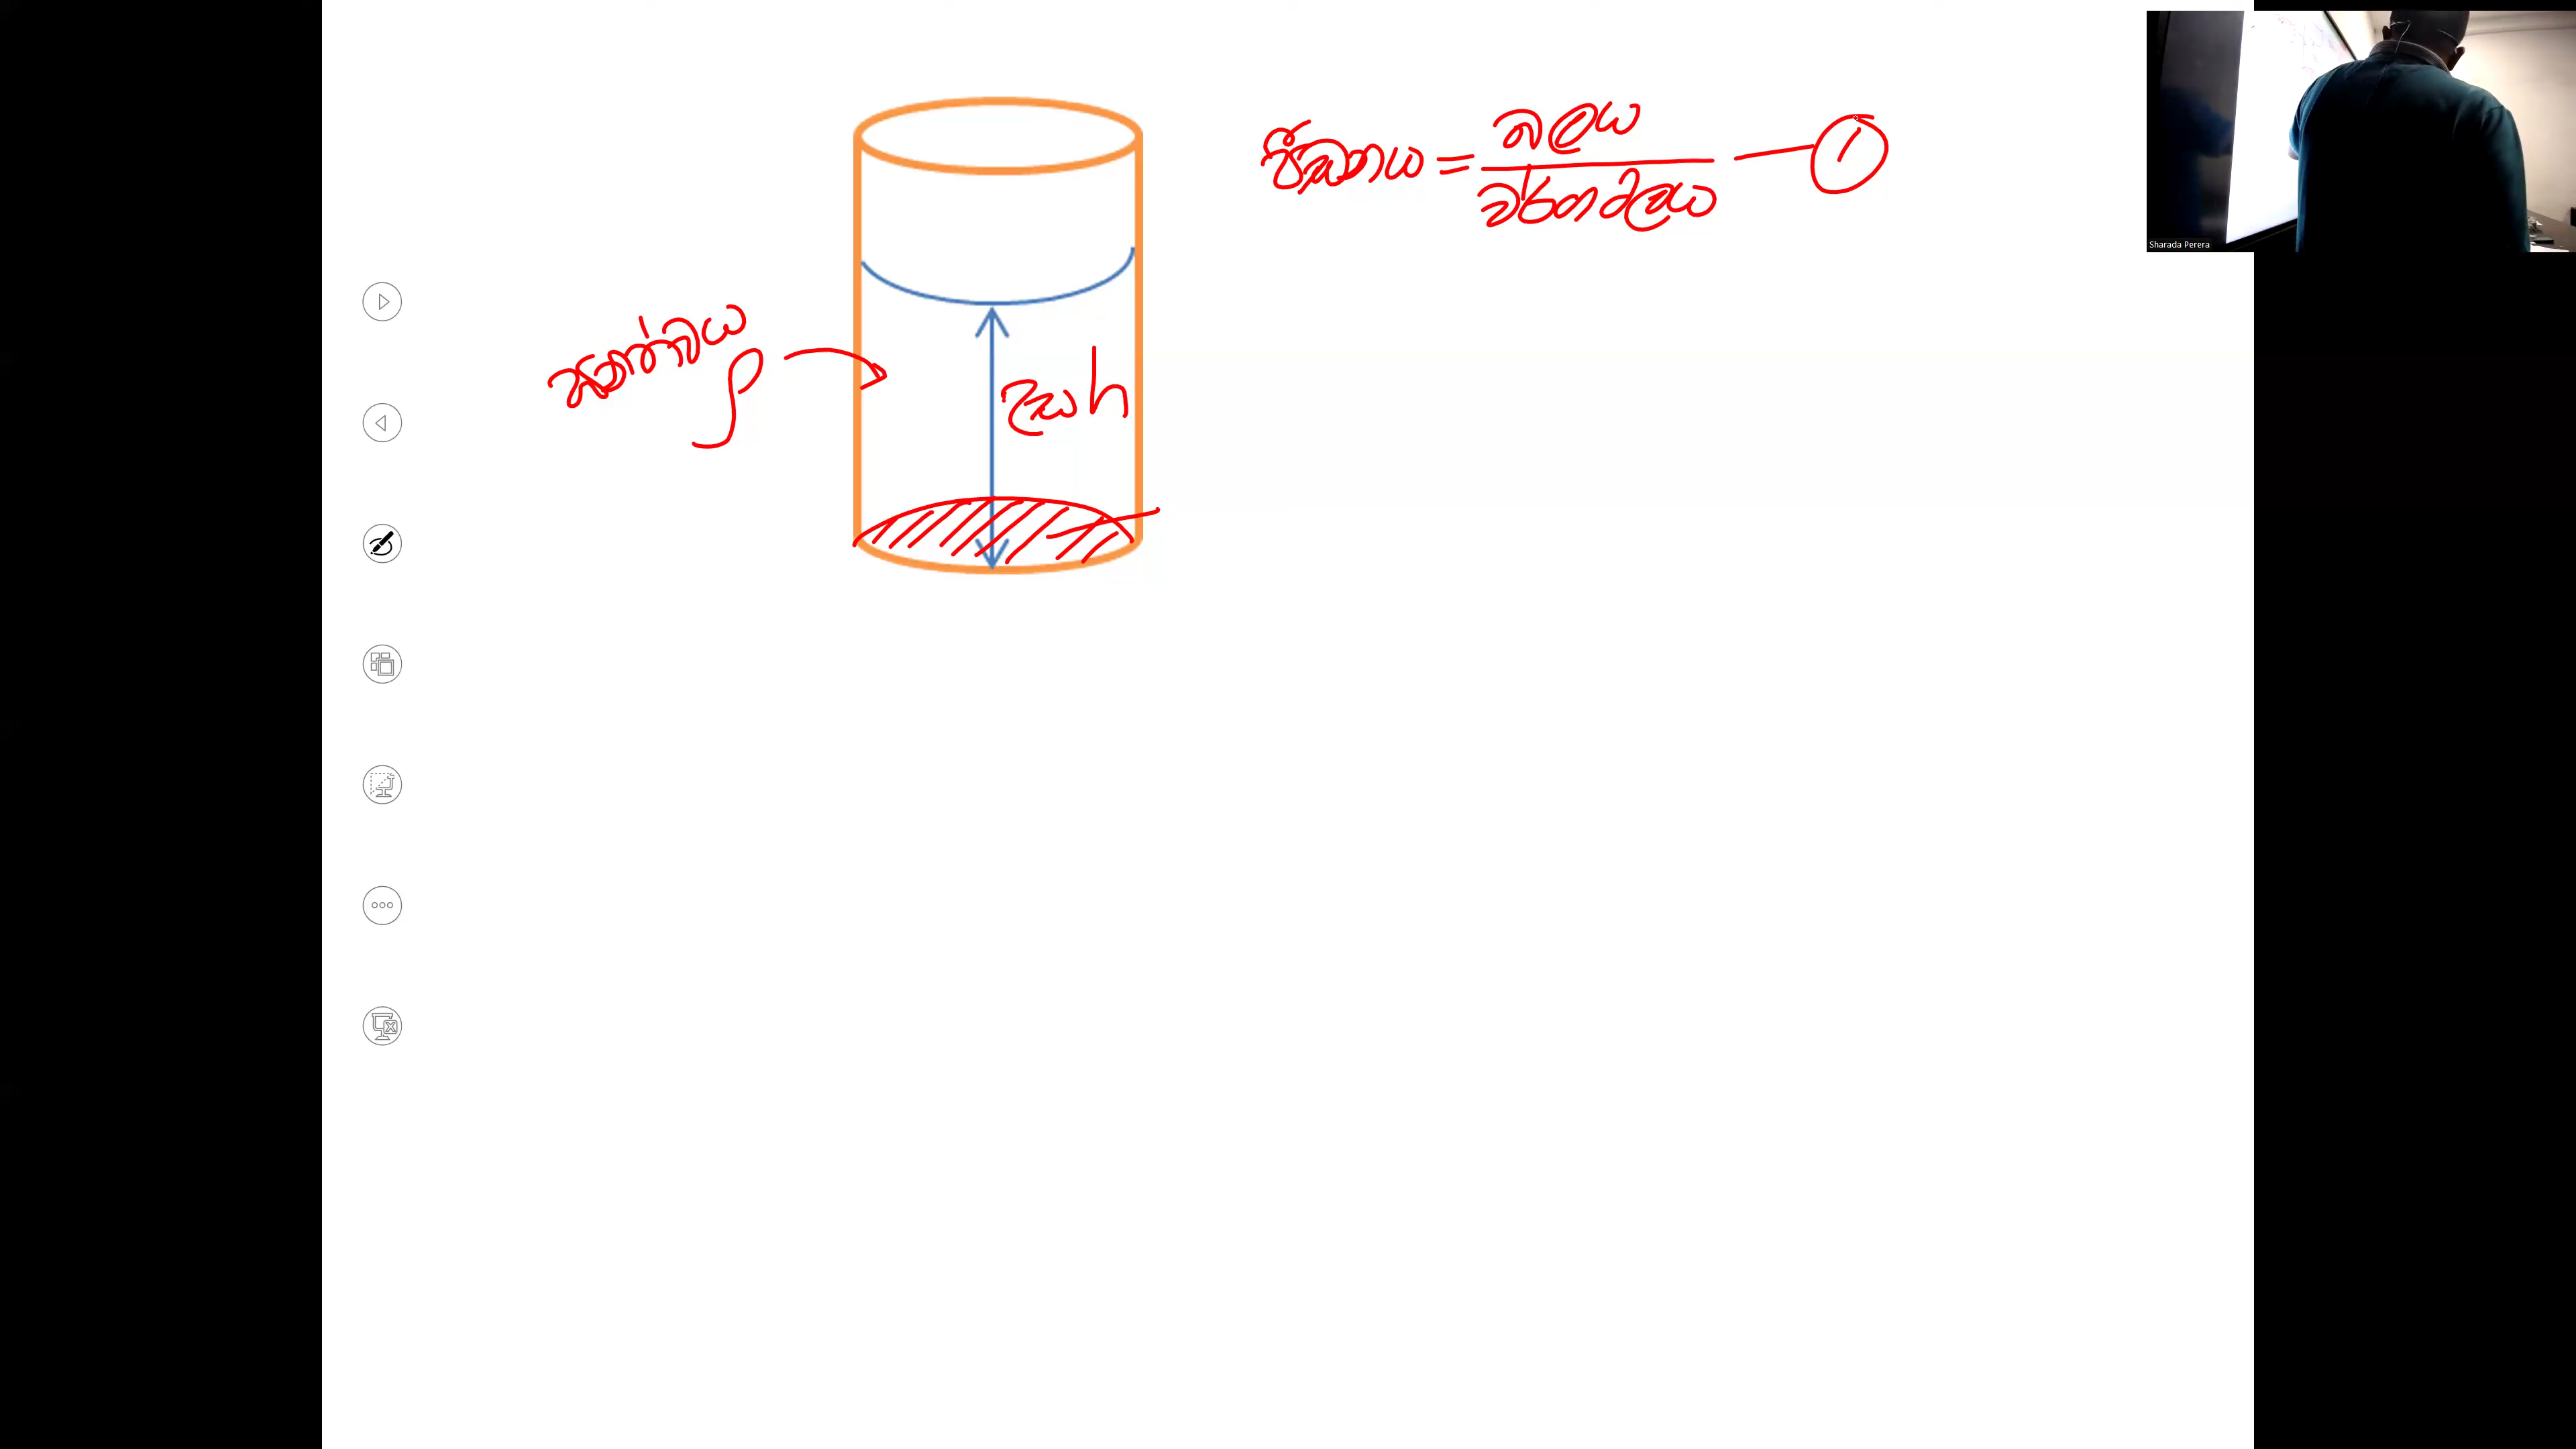 පීඩනය = බලය / වර්ගඵලය — ①
ඝනත්වය
ρ
උස h
Sharada Perera